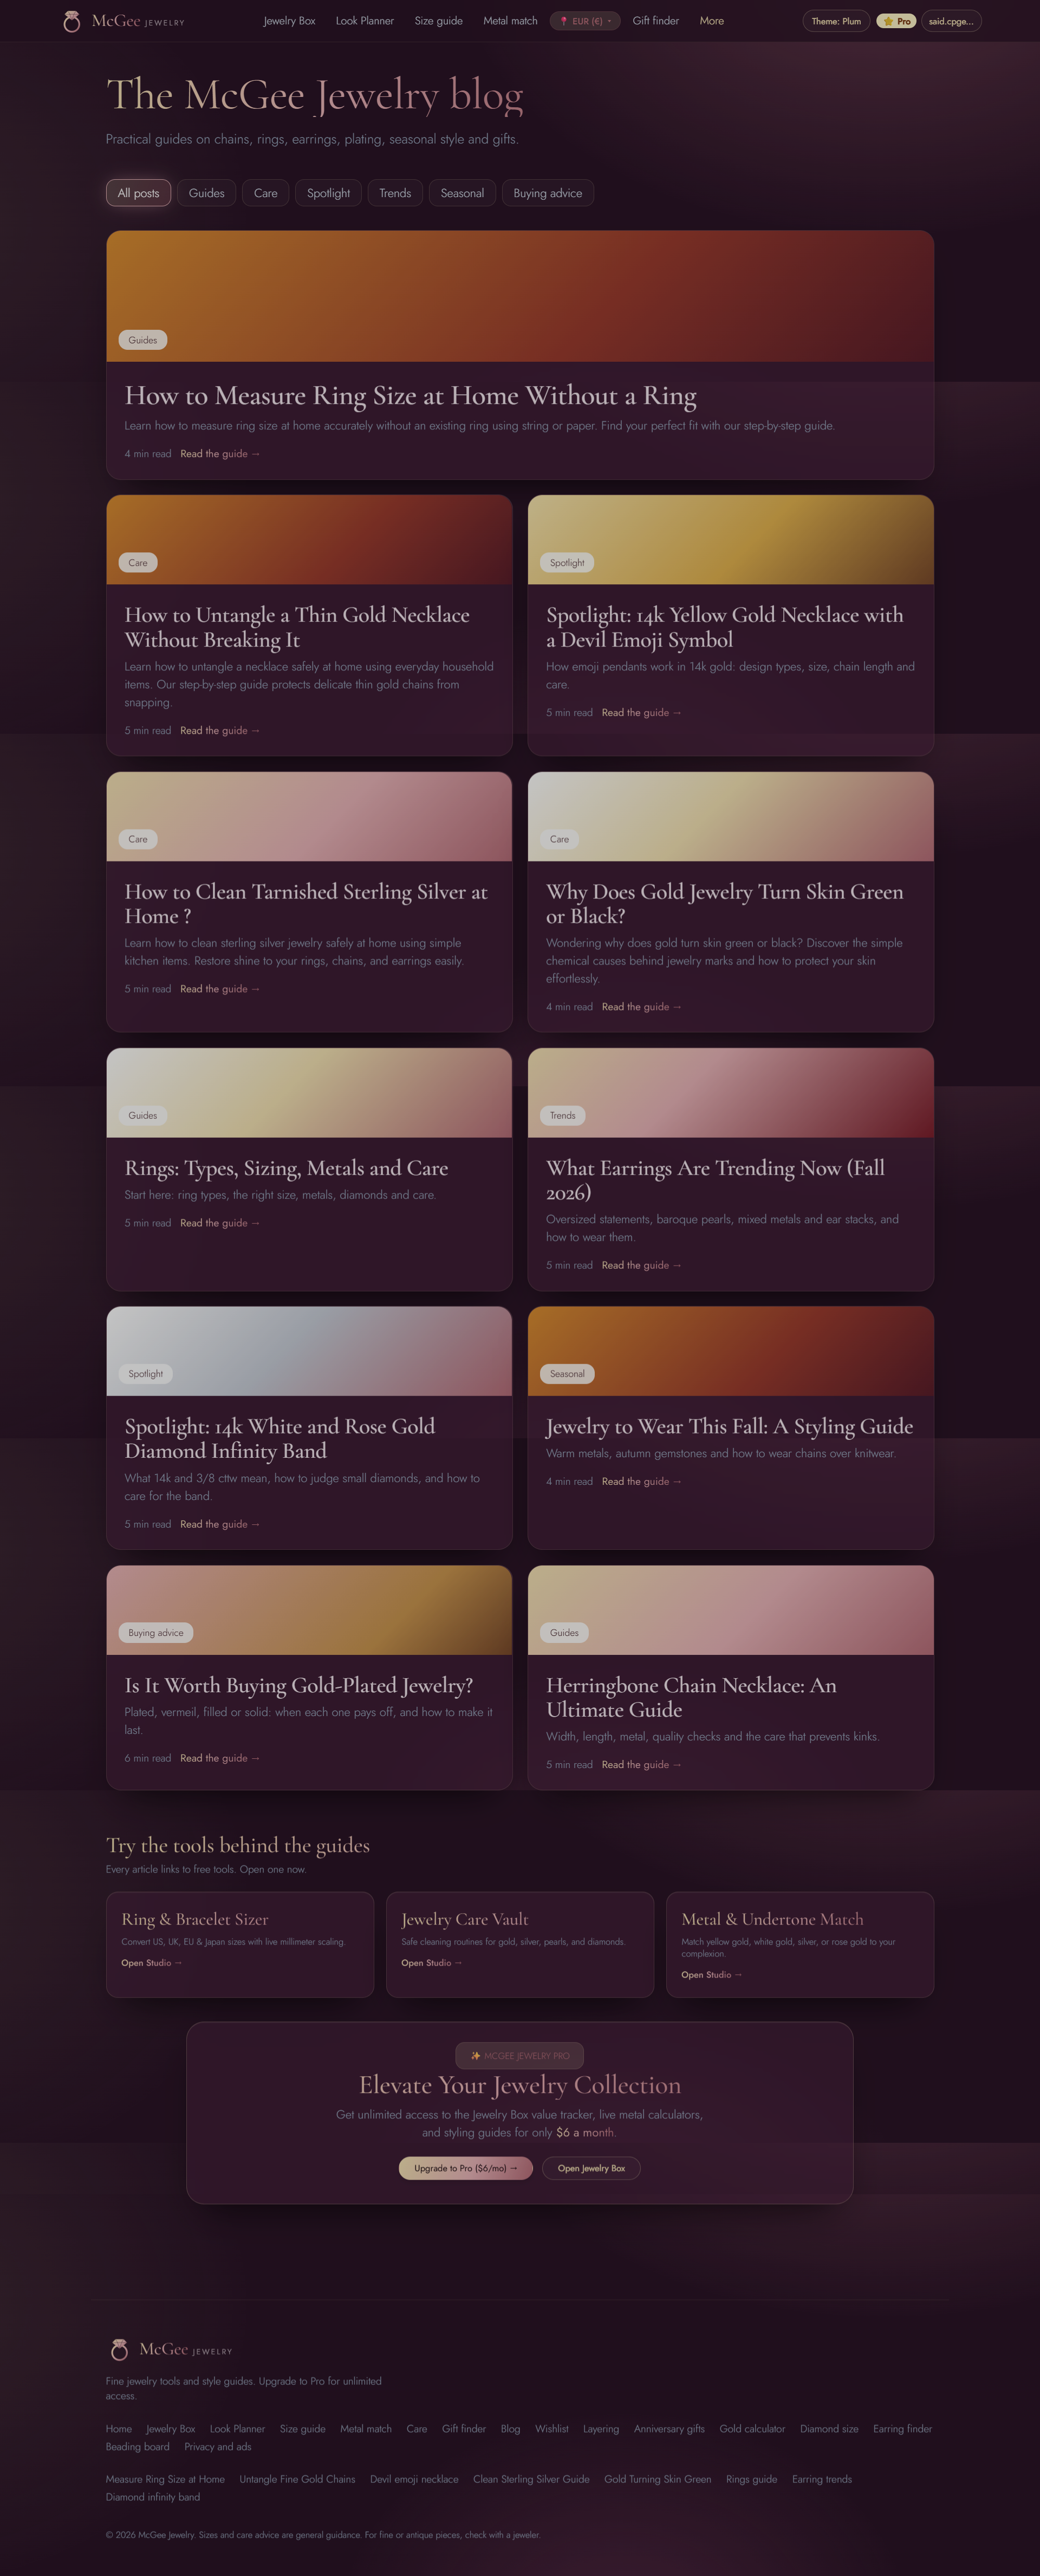 McGee JEWELRY
Jewelry Box Look Planner Size guide Metal match EUR (€) Gift finder More
Theme: Plum Pro said.cpge...
The McGee Jewelry blog
Practical guides on chains, rings, earrings, plating, seasonal style and gifts.
All posts Guides Care Spotlight Trends Seasonal Buying advice
Guides
How to Measure Ring Size at Home Without a Ring
Learn how to measure ring size at home accurately without an existing ring using string or paper. Find your perfect fit with our step-by-step guide.
4 min read Read the guide →
Care
How to Untangle a Thin Gold Necklace
Without Breaking It
Learn how to untangle a necklace safely at home using everyday household
items. Our step-by-step guide protects delicate thin gold chains from
snapping.
5 min read Read the guide →
Spotlight
Spotlight: 14k Yellow Gold Necklace with
a Devil Emoji Symbol
How emoji pendants work in 14k gold: design types, size, chain length and
care.
5 min read Read the guide →
Care
How to Clean Tarnished Sterling Silver at
Home ?
Learn how to clean sterling silver jewelry safely at home using simple
kitchen items. Restore shine to your rings, chains, and earrings easily.
5 min read Read the guide →
Care
Why Does Gold Jewelry Turn Skin Green
or Black?
Wondering why does gold turn skin green or black? Discover the simple
chemical causes behind jewelry marks and how to protect your skin
effortlessly.
4 min read Read the guide →
Guides
Rings: Types, Sizing, Metals and Care
Start here: ring types, the right size, metals, diamonds and care.
5 min read Read the guide →
Trends
What Earrings Are Trending Now (Fall
2026)
Oversized statements, baroque pearls, mixed metals and ear stacks, and
how to wear them.
5 min read Read the guide →
Spotlight
Spotlight: 14k White and Rose Gold
Diamond Infinity Band
What 14k and 3/8 cttw mean, how to judge small diamonds, and how to
care for the band.
5 min read Read the guide →
Seasonal
Jewelry to Wear This Fall: A Styling Guide
Warm metals, autumn gemstones and how to wear chains over knitwear.
4 min read Read the guide →
Buying advice
Is It Worth Buying Gold-Plated Jewelry?
Plated, vermeil, filled or solid: when each one pays off, and how to make it
last.
6 min read Read the guide →
Guides
Herringbone Chain Necklace: An
Ultimate Guide
Width, length, metal, quality checks and the care that prevents kinks.
5 min read Read the guide →
Try the tools behind the guides
Every article links to free tools. Open one now.
Ring & Bracelet Sizer
Convert US, UK, EU & Japan sizes with live millimeter scaling.
Open Studio →
Jewelry Care Vault
Safe cleaning routines for gold, silver, pearls, and diamonds.
Open Studio →
Metal & Undertone Match
Match yellow gold, white gold, silver, or rose gold to your
complexion.
Open Studio →
✨ MCGEE JEWELRY PRO
Elevate Your Jewelry Collection
Get unlimited access to the Jewelry Box value tracker, live metal calculators,
and styling guides for only $6 a month.
Upgrade to Pro ($6/mo) → Open Jewelry Box
McGee JEWELRY
Fine jewelry tools and style guides. Upgrade to Pro for unlimited
access.
Home Jewelry Box Look Planner Size guide Metal match Care Gift finder Blog Wishlist Layering Anniversary gifts Gold calculator Diamond size Earring finder
Beading board Privacy and ads
Measure Ring Size at Home Untangle Fine Gold Chains Devil emoji necklace Clean Sterling Silver Guide Gold Turning Skin Green Rings guide Earring trends
Diamond infinity band
© 2026 McGee Jewelry. Sizes and care advice are general guidance. For fine or antique pieces, check with a jeweler.